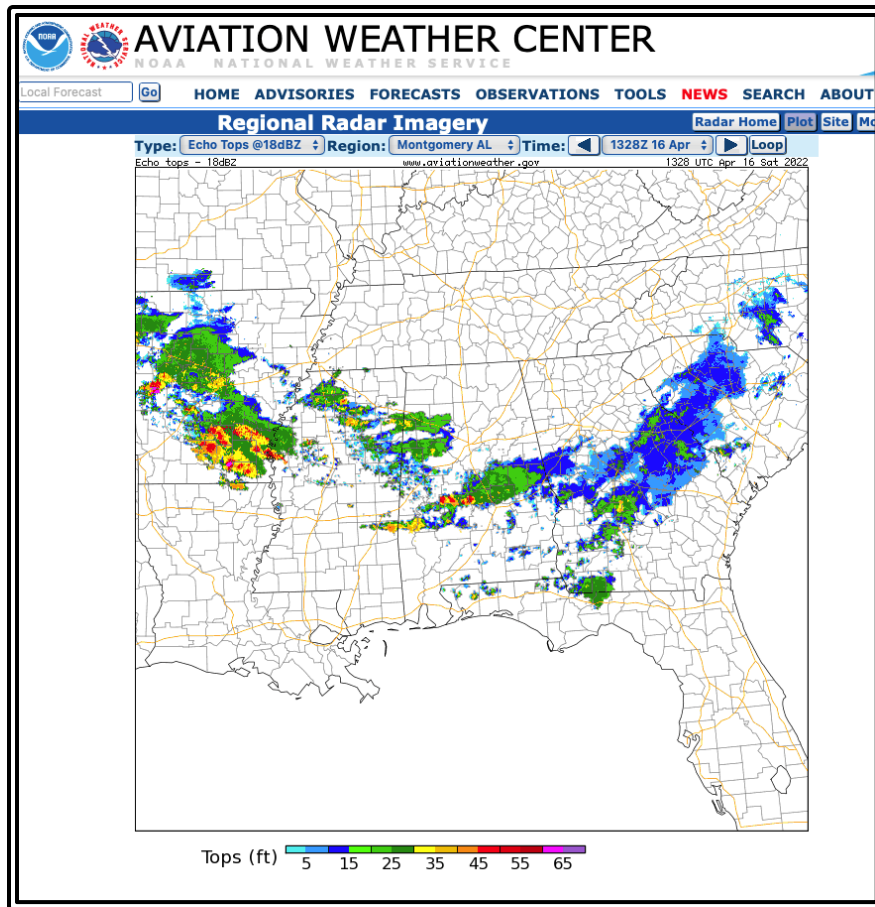 NOAA
AVIATION WEATHER CENTER
NOAA NATIONAL WEATHER SERVICE
Local Forecast Go HOME ADVISORIES FORECASTS OBSERVATIONS TOOLS NEWS SEARCH ABOUT
Regional Radar Imagery Radar Home Plot Site Mo
Type: Echo Tops @18dBZ Region: Montgomery AL Time: 1328Z 16 Apr Loop
Echo tops - 18dBZ www.aviationweather.gov 1328 UTC Apr 16 Sat 2022
Tops (ft) 5 15 25 35 45 55 65